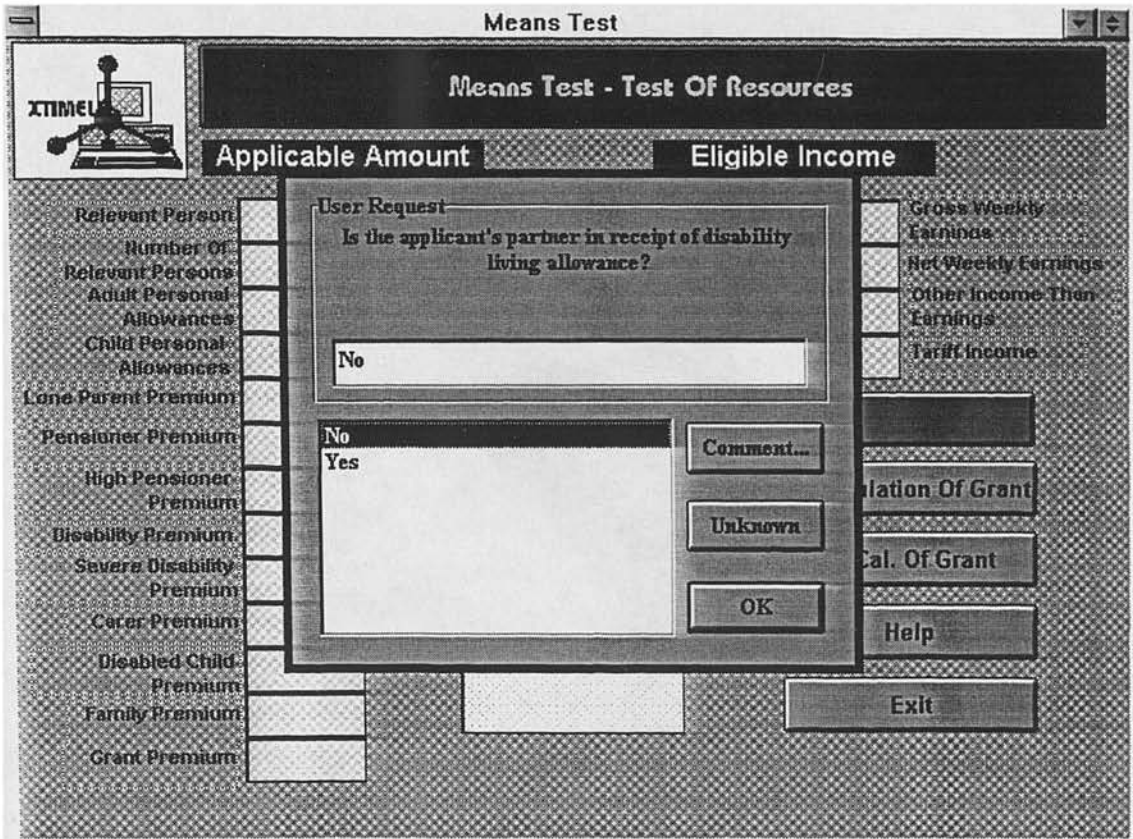 Means Test
XTIMEL
Means Test - Test Of Resources
Applicable Amount
Eligible Income
Relevant Person
Number Of
Relevant Persons
Adult Personal
Allowances
Child Personal
Allowances
Lone Parent Premium
Pensioner Premium
High Pensioner
Premium
Disability Premium
Severe Disability
Premium
Carer Premium
Disabled Child
Premium
Family Premium
Grant Premium
User Request
Is the applicant's partner in receipt of disability
living allowance?
No
No
Yes
Comment...
Unknown
OK
Gross Weekly
Earnings
Net Weekly Earnings
Other Income Than
Earnings
Tariff Income
lation Of Grant
Cal. Of Grant
Help
Exit